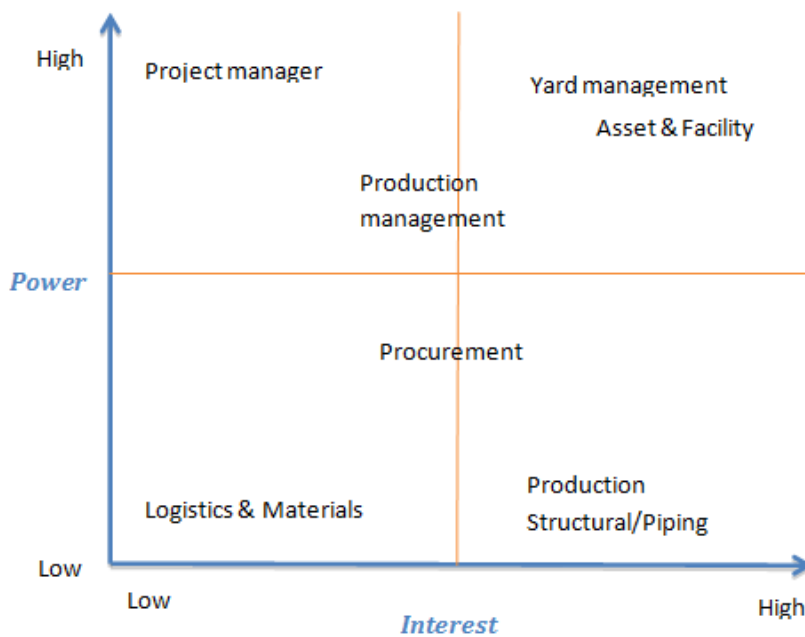 High
Project manager
Yard management
Asset & Facility
Production
management
Power
Procurement
Logistics & Materials
Production
Structural/Piping
Low
Low
High
Interest